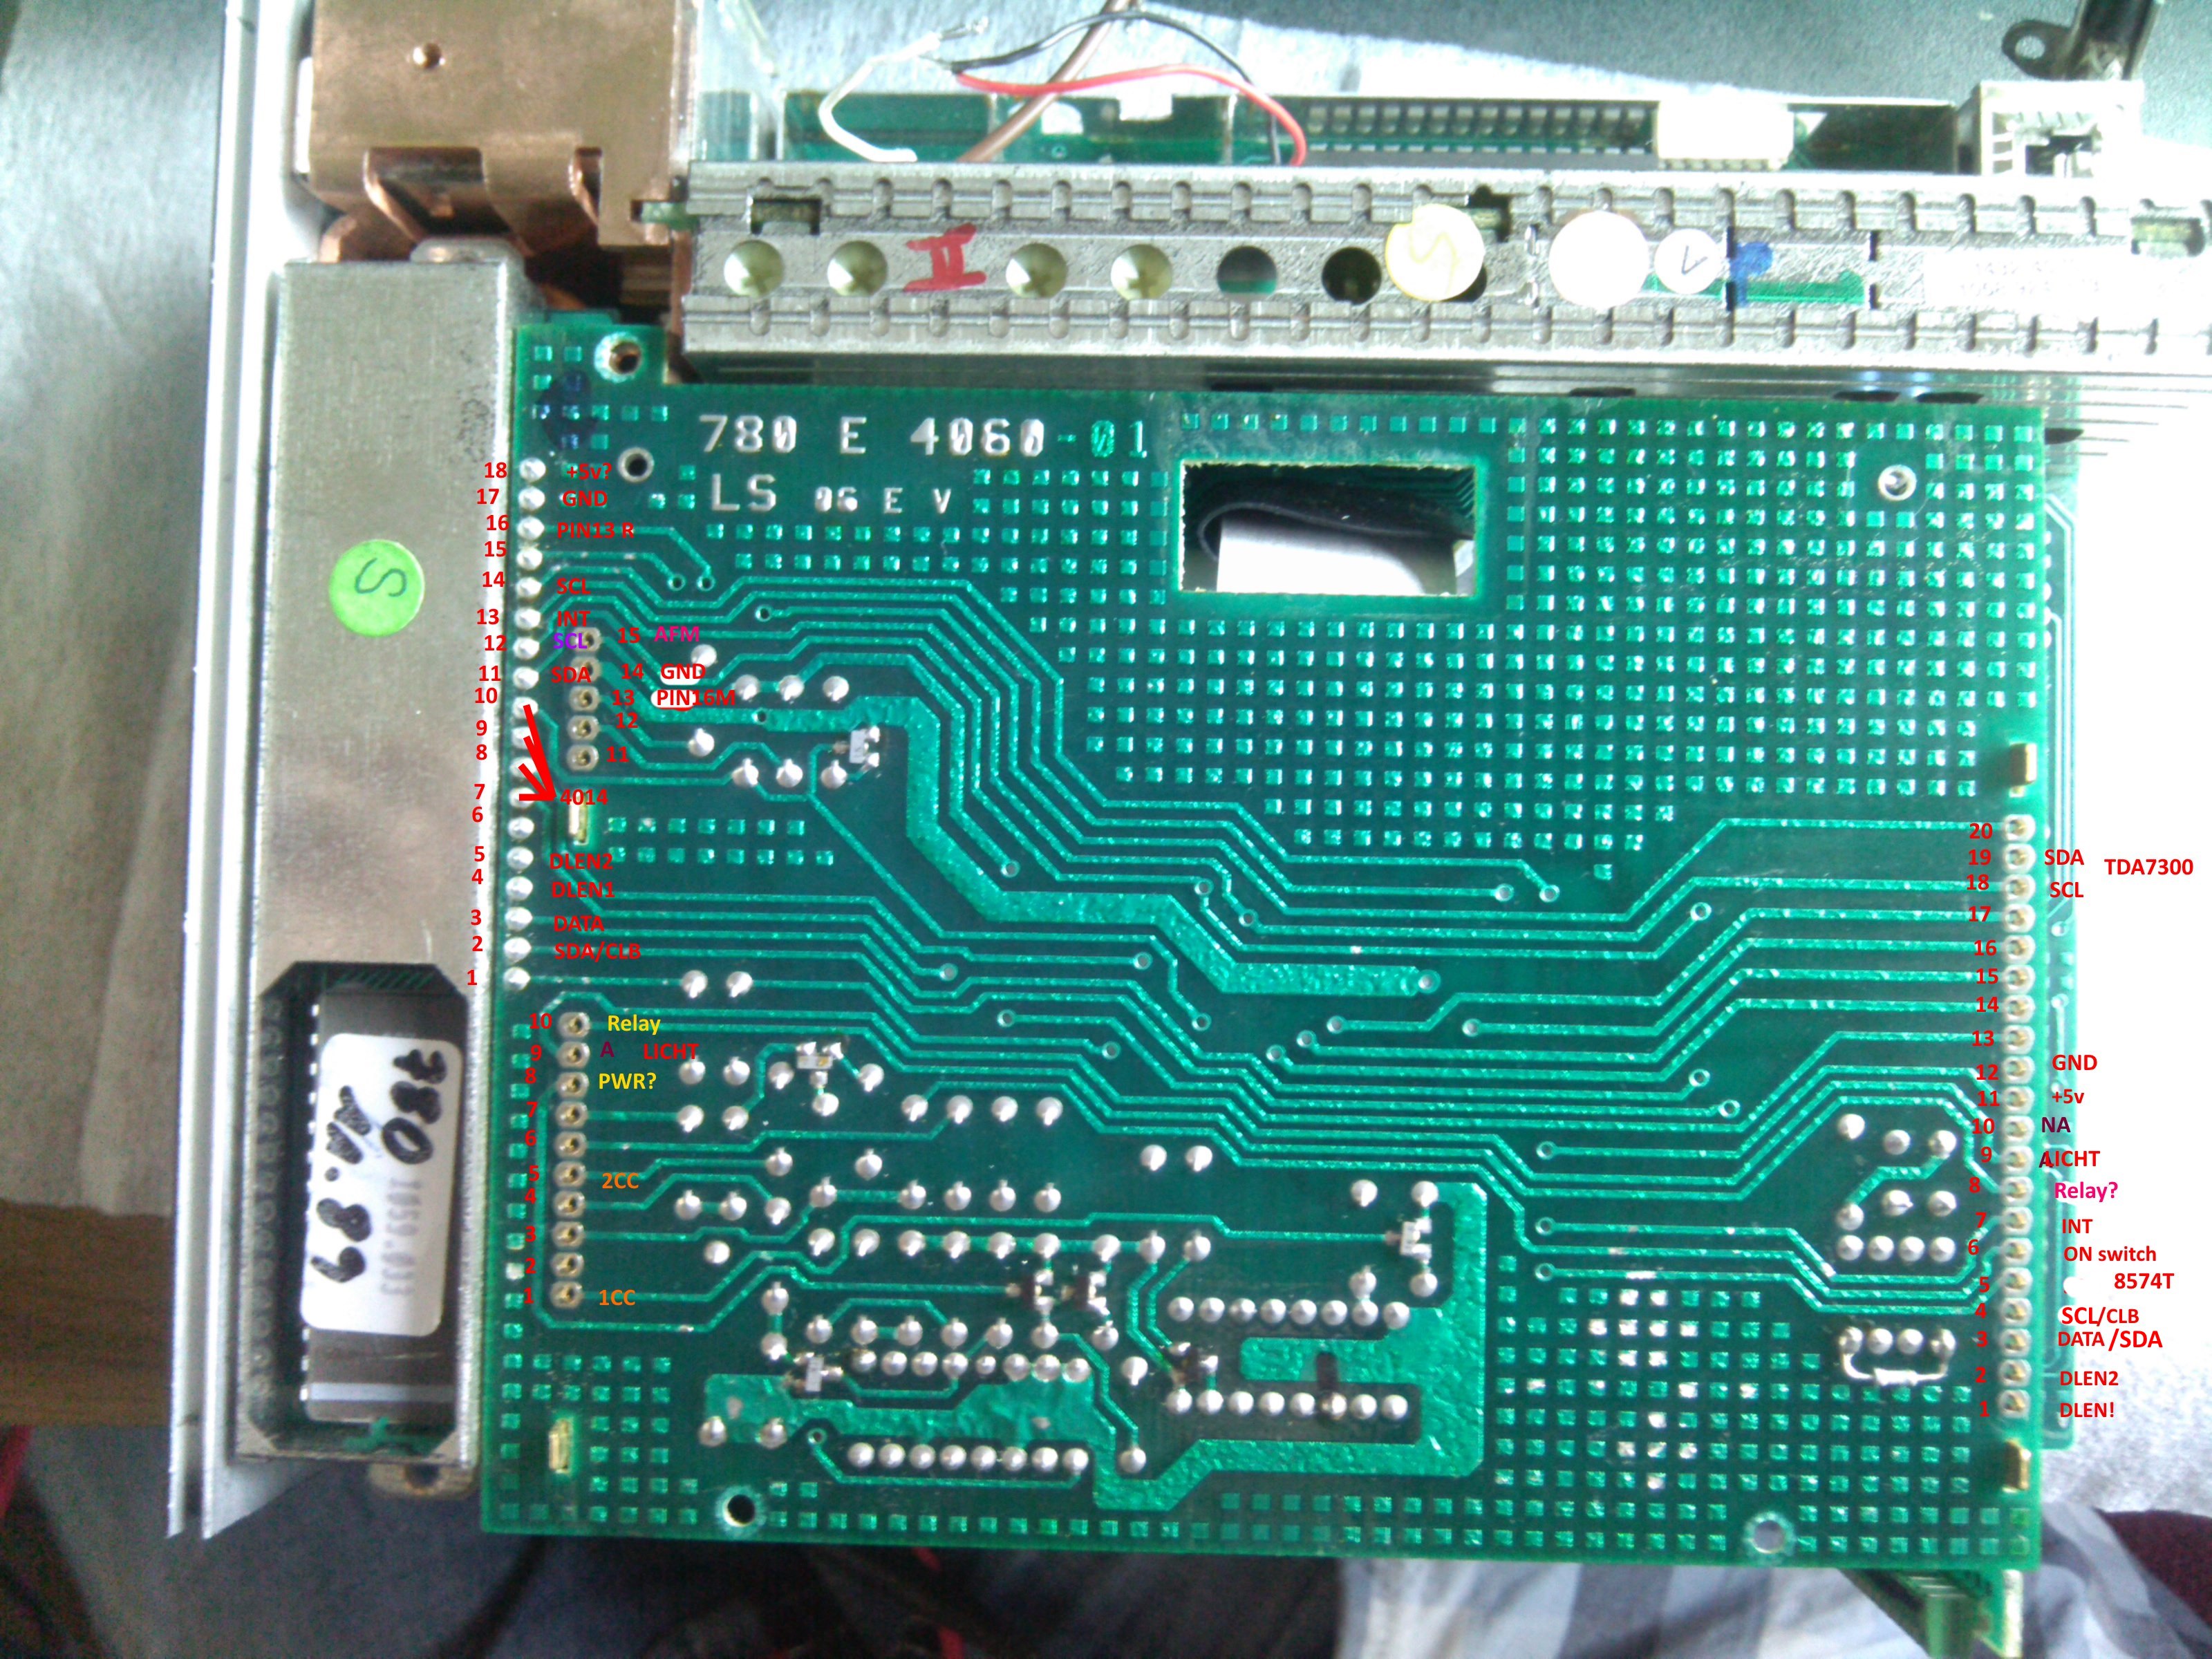 II
S
780 E 4060-01
LS 06 E V
18 +5v?
17 GND
16 PIN13 R
15
14 SCL
13 INT
12 SCL
11 SDA
10
9
8
7 4014
6
5 DLEN2
4 DLEN1
3 DATA
2 SDA/CLB
1
15 AFM
14 GND
13 PIN16M
12
11
10 Relay
9 A LICHT
8 PWR?
7
6
5
2CC
4
3
2
1 1CC
20
19 SDA TDA7300
18 SCL
17
16
15
14
13
GND
12
11 +5v
10 NA
9 LICHT
8 Relay?
7 INT
6 ON switch
5 8574T
4 SCL/CLB
3 DATA /SDA
2 DLEN2
1 DLEN!
780
V1.89
1059.033